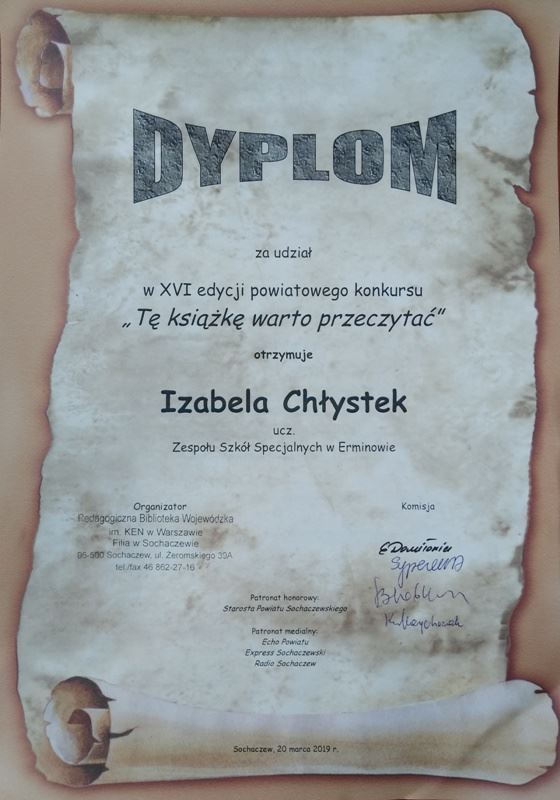 DYPLOM
za udział
w XVI edycji powiatowego konkursu
„Tę książkę warto przeczytać"
otrzymuje
Izabela Chłystek
ucz.
Zespołu Szkół Specjalnych w Erminowie
Organizator
Pedagogiczna Biblioteka Wojewódzka
im. KEN w Warszawie
Filia w Sochaczewie
96-500 Sochaczew, ul. Żeromskiego 39A
tel./fax 46 862-27-16
Komisja
Patronat honorowy:
Starosta Powiatu Sochaczewskiego
Patronat medialny:
Echo Powiatu
Express Sochaczewski
Radio Sochaczew
Sochaczew, 20 marca 2019 r.